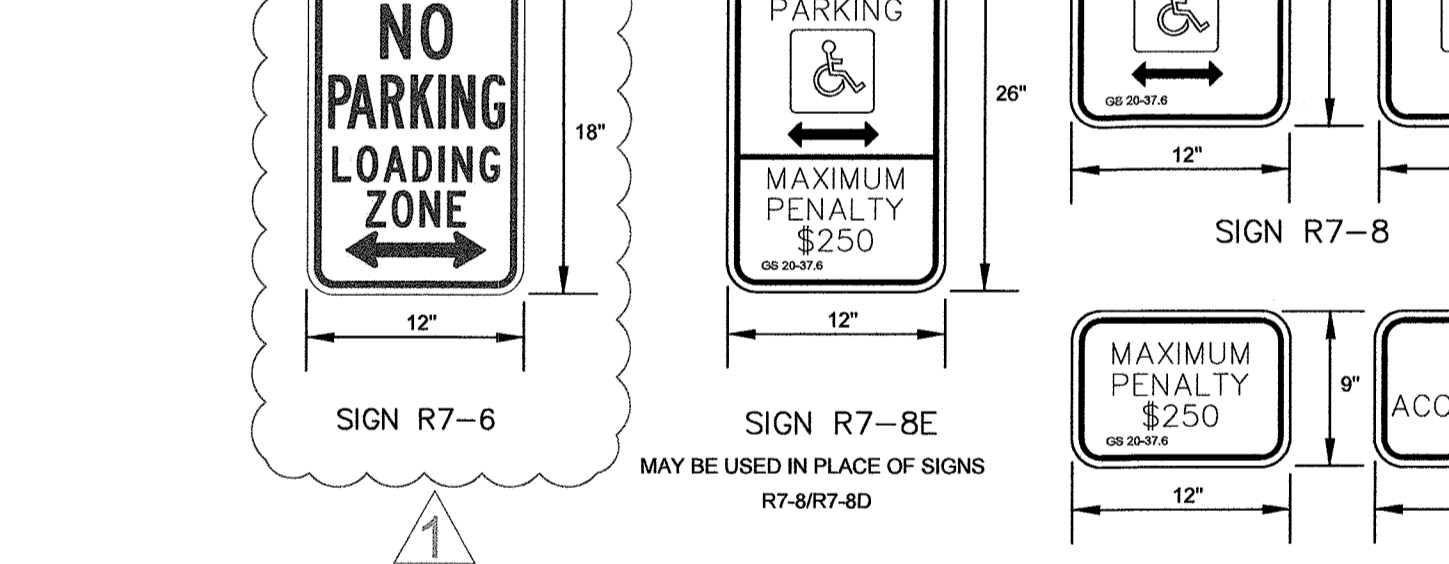 NO
PARKING
LOADING
ZONE
18"
12"
SIGN R7-6
1
PARKING
26"
MAXIMUM
PENALTY
$250
GS 20-37.6
12"
SIGN R7-8E
MAY BE USED IN PLACE OF SIGNS
R7-8/R7-8D
GS 20-37.6
12"
SIGN R7-8
MAXIMUM
PENALTY
$250
GS 20-37.6
9"
12"